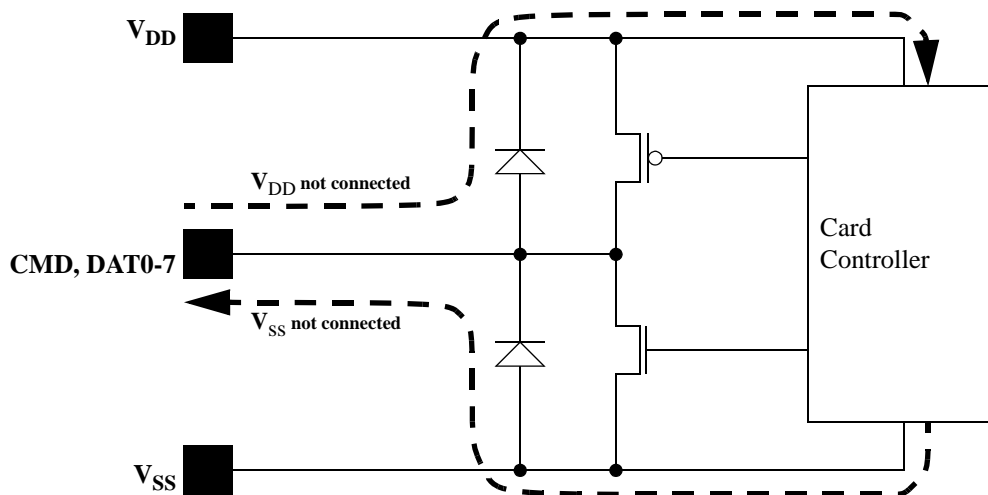 VDD
VDD not connected
CMD, DAT0-7
Card
Controller
VSS not connected
VSS